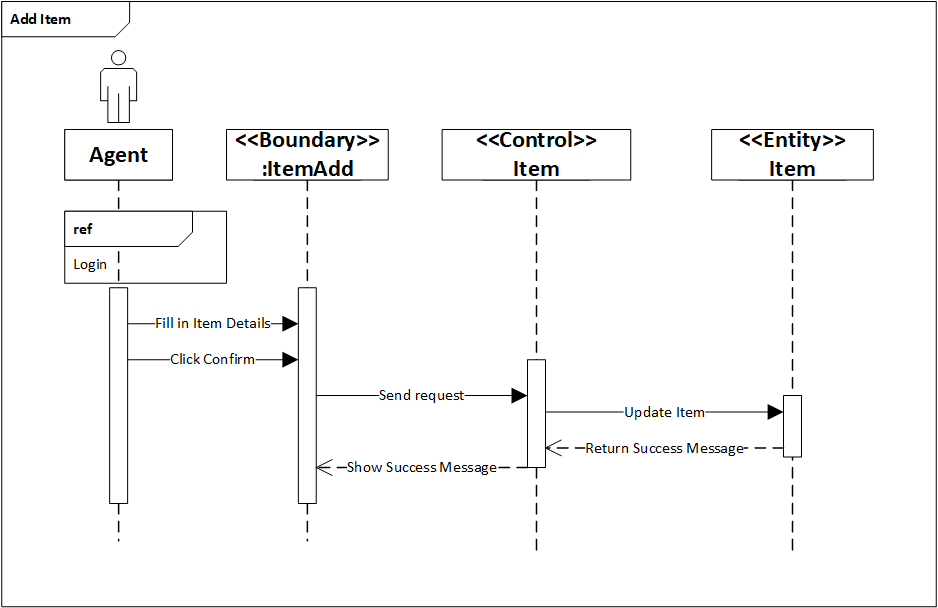 Add Item
Agent
<<Boundary>>
:ItemAdd
<<Control>>
Item
<<Entity>>
Item
ref
Login
Fill in Item Details
Click Confirm
Send request
Update Item
Return Success Message
Show Success Message